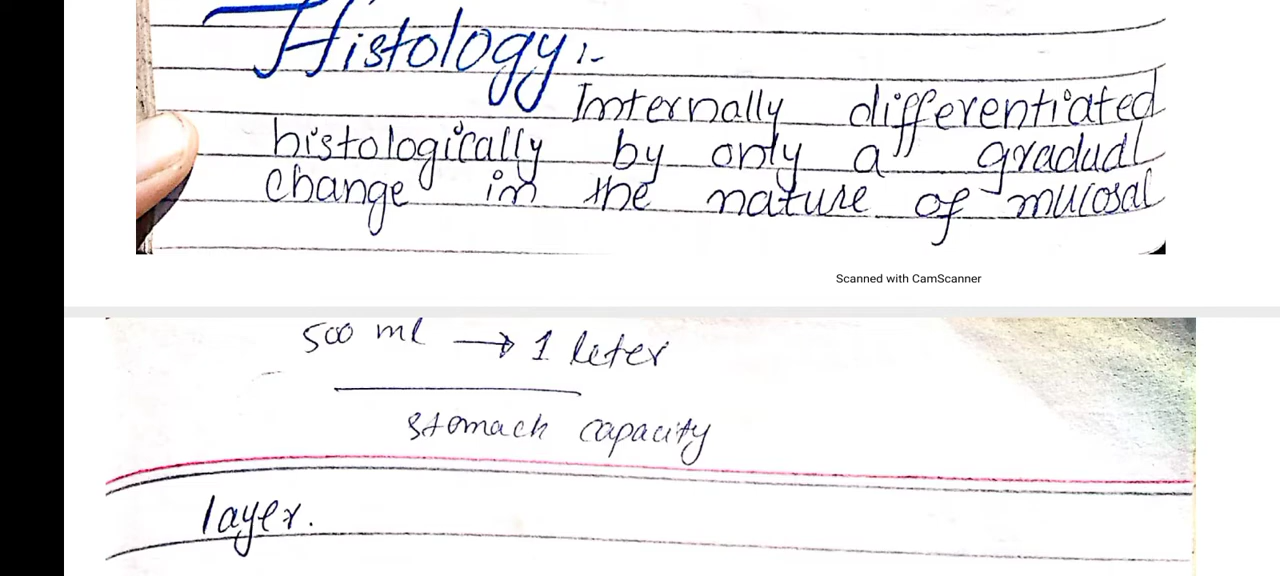 Histology:-
Internally differentiated
histologically by only a gradual
change in the nature of mucosal
Scanned with CamScanner
500 ml → 1 leter
stomach capacity
layer.